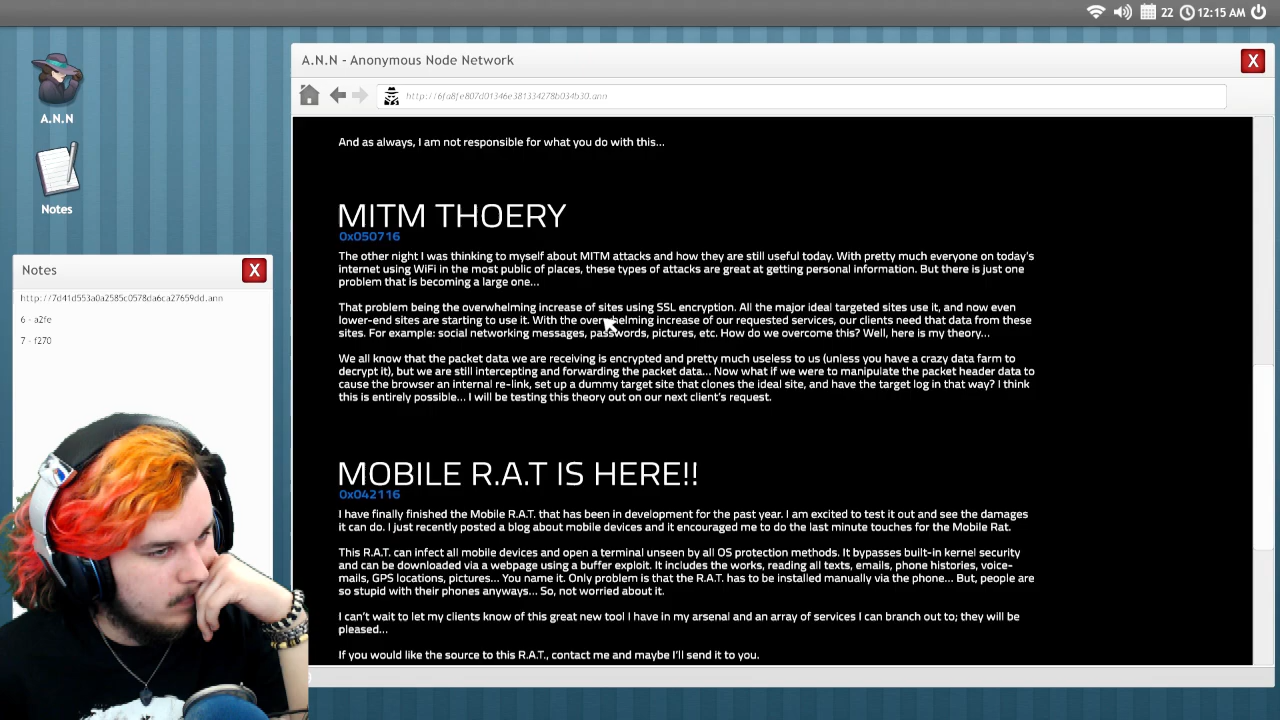 22 12:15 AM
A.N.N - Anonymous Node Network
X
http://6fa8fe807d01346e381334278b034b30.ann
A.N.N
Notes
Notes
X
http://7d41d553a0a2585c0578da6ca27659dd.ann
6 - a2fe
7 - f270
And as always, I am not responsible for what you do with this...
MITM THOERY
0x050716
The other night I was thinking to myself about MITM attacks and how they are still useful today. With pretty much everyone on today's
internet using WiFi in the most public of places, these types of attacks are great at getting personal information. But there is just one
problem that is becoming a large one...
That problem being the overwhelming increase of sites using SSL encryption. All the major ideal targeted sites use it, and now even
lower-end sites are starting to use it. With the overwhelming increase of our requested services, our clients need that data from these
sites. For example: social networking messages, passwords, pictures, etc. How do we overcome this? Well, here is my theory...
We all know that the packet data we are receiving is encrypted and pretty much useless to us (unless you have a crazy data farm to
decrypt it), but we are still intercepting and forwarding the packet data... Now what if we were to manipulate the packet header data to
cause the browser an internal re-link, set up a dummy target site that clones the ideal site, and have the target log in that way? I think
this is entirely possible... I will be testing this theory out on our next client's request.
MOBILE R.A.T IS HERE!!
0x042116
I have finally finished the Mobile R.A.T. that has been in development for the past year. I am excited to test it out and see the damages
it can do. I just recently posted a blog about mobile devices and it encouraged me to do the last minute touches for the Mobile Rat.
This R.A.T. can infect all mobile devices and open a terminal unseen by all OS protection methods. It bypasses built-in kernel security
and can be downloaded via a webpage using a buffer exploit. It includes the works, reading all texts, emails, phone histories, voice-
mails, GPS locations, pictures... You name it. Only problem is that the R.A.T. has to be installed manually via the phone... But, people are
so stupid with their phones anyways... So, not worried about it.
I can't wait to let my clients know of this great new tool I have in my arsenal and an array of services I can branch out to; they will be
pleased...
If you would like the source to this R.A.T., contact me and maybe I'll send it to you.